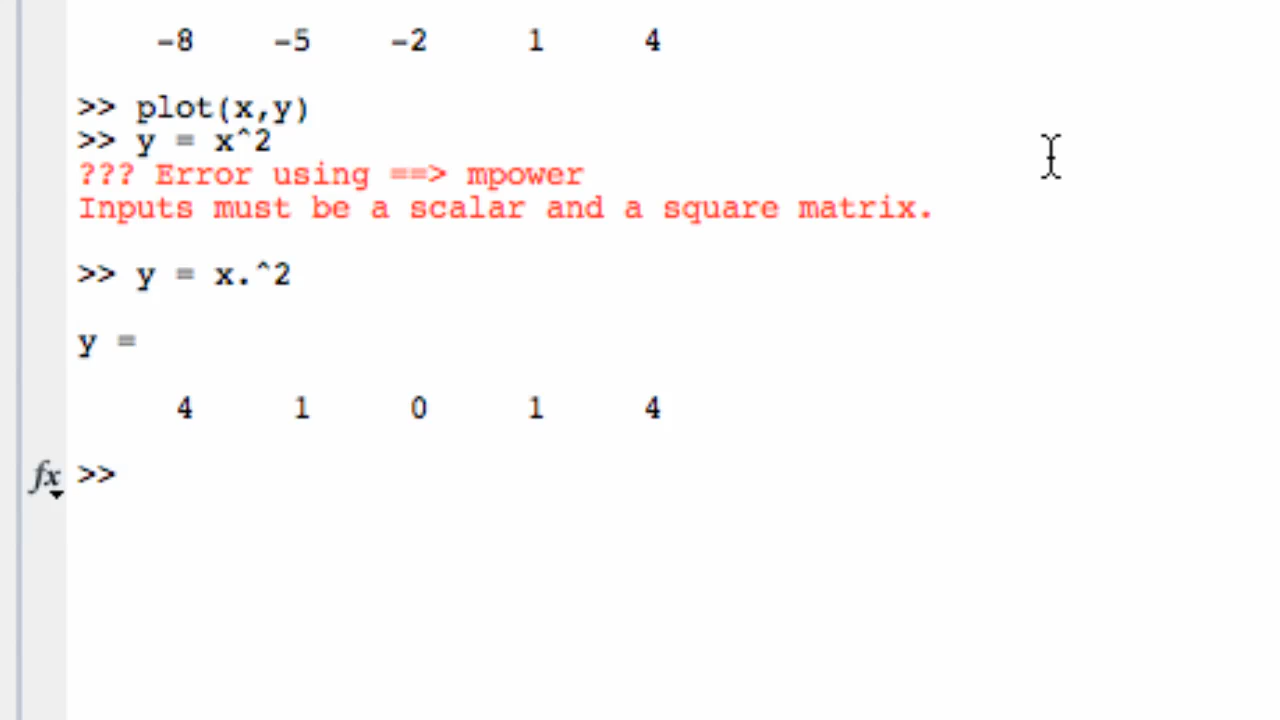 -8 -5 -2 1 4
>> plot(x,y)
>> y = x^2
??? Error using ==> mpower
Inputs must be a scalar and a square matrix.
>> y = x.^2
y =
4 1 0 1 4
fx >>